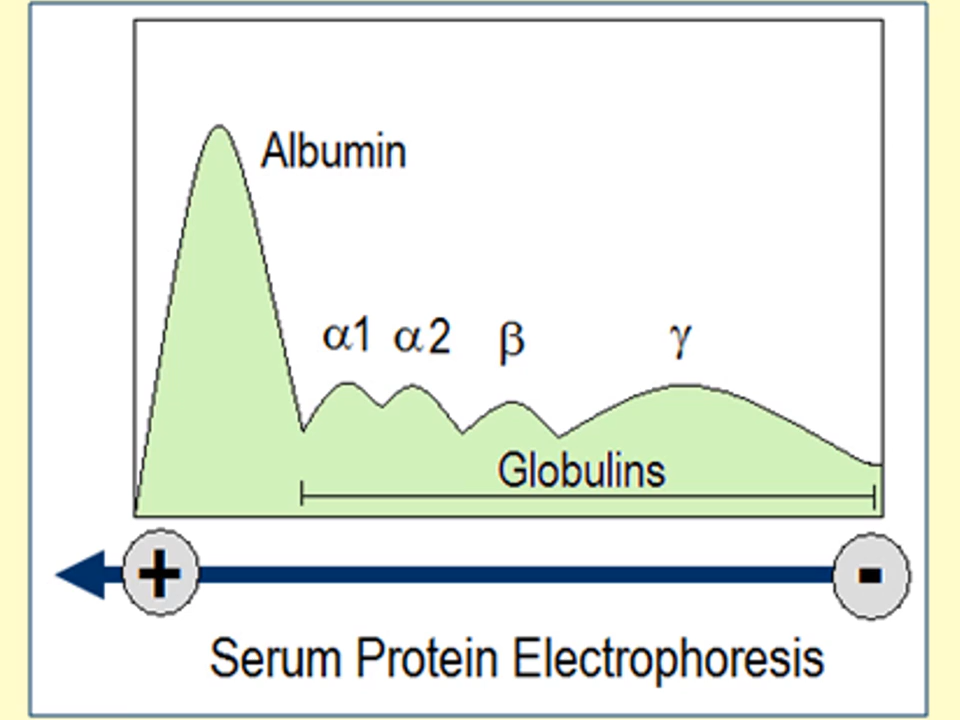 Albumin
α1 α2 β γ
Globulins
+ -
Serum Protein Electrophoresis